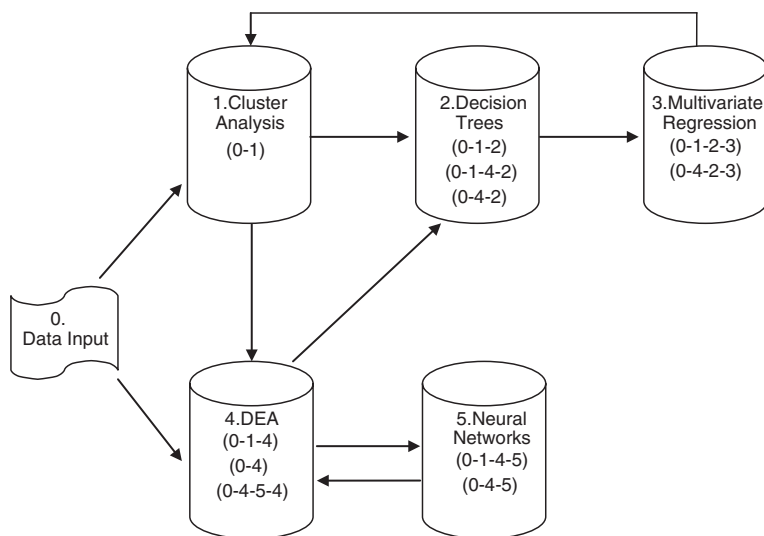 1.Cluster
Analysis
(0-1)
2.Decision
Trees
(0-1-2)
(0-1-4-2)
(0-4-2)
3.Multivariate
Regression
(0-1-2-3)
(0-4-2-3)
0.
Data Input
4.DEA
(0-1-4)
(0-4)
(0-4-5-4)
5.Neural
Networks
(0-1-4-5)
(0-4-5)